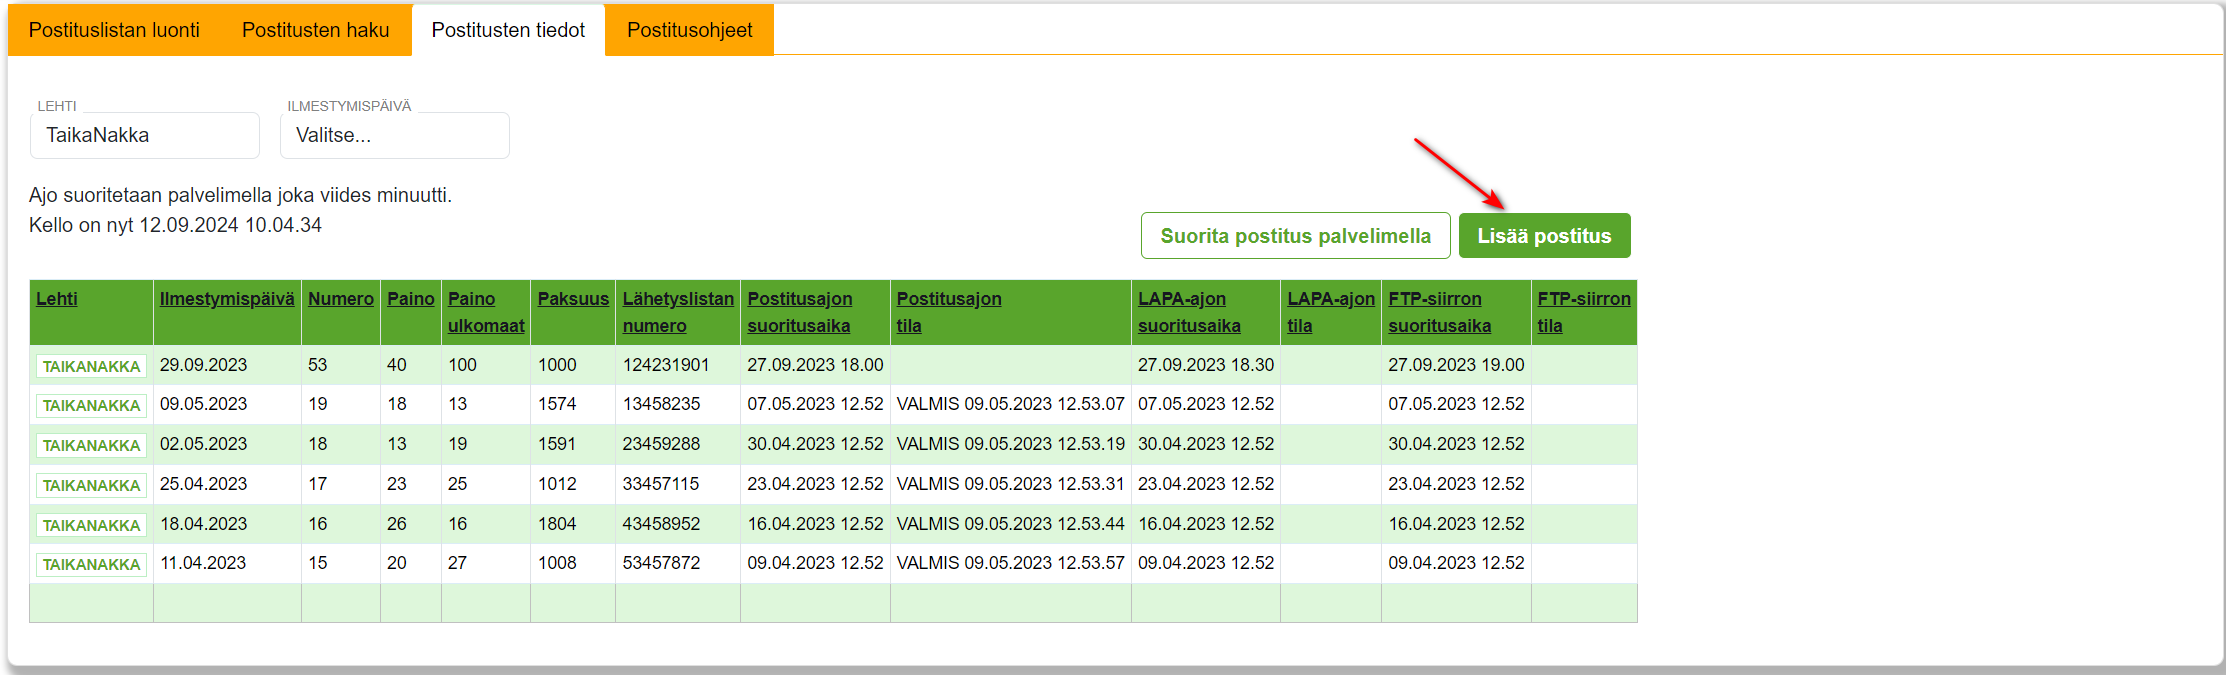 Postituslistan luonti Postitusten haku Postitusten tiedot Postitusohjeet
LEHTI ILMESTYMISPÄIVÄ
TaikaNakka Valitse...
Ajo suoritetaan palvelimella joka viides minuutti.
Kello on nyt 12.09.2024 10.04.34
Suorita postitus palvelimella Lisää postitus
Lehti Ilmestymispäivä Numero Paino Paino ulkomaat Paksuus Lähetyslistan numero Postitusajon suoritusaika Postitusajon tila LAPA-ajon suoritusaika LAPA-ajon tila FTP-siirron suoritusaika FTP-siirron tila
TAIKANAKKA 29.09.2023 53 40 100 1000 124231901 27.09.2023 18.00 27.09.2023 18.30 27.09.2023 19.00
TAIKANAKKA 09.05.2023 19 18 13 1574 13458235 07.05.2023 12.52 VALMIS 09.05.2023 12.53.07 07.05.2023 12.52 07.05.2023 12.52
TAIKANAKKA 02.05.2023 18 13 19 1591 23459288 30.04.2023 12.52 VALMIS 09.05.2023 12.53.19 30.04.2023 12.52 30.04.2023 12.52
TAIKANAKKA 25.04.2023 17 23 25 1012 33457115 23.04.2023 12.52 VALMIS 09.05.2023 12.53.31 23.04.2023 12.52 23.04.2023 12.52
TAIKANAKKA 18.04.2023 16 26 16 1804 43458952 16.04.2023 12.52 VALMIS 09.05.2023 12.53.44 16.04.2023 12.52 16.04.2023 12.52
TAIKANAKKA 11.04.2023 15 20 27 1008 53457872 09.04.2023 12.52 VALMIS 09.05.2023 12.53.57 09.04.2023 12.52 09.04.2023 12.52